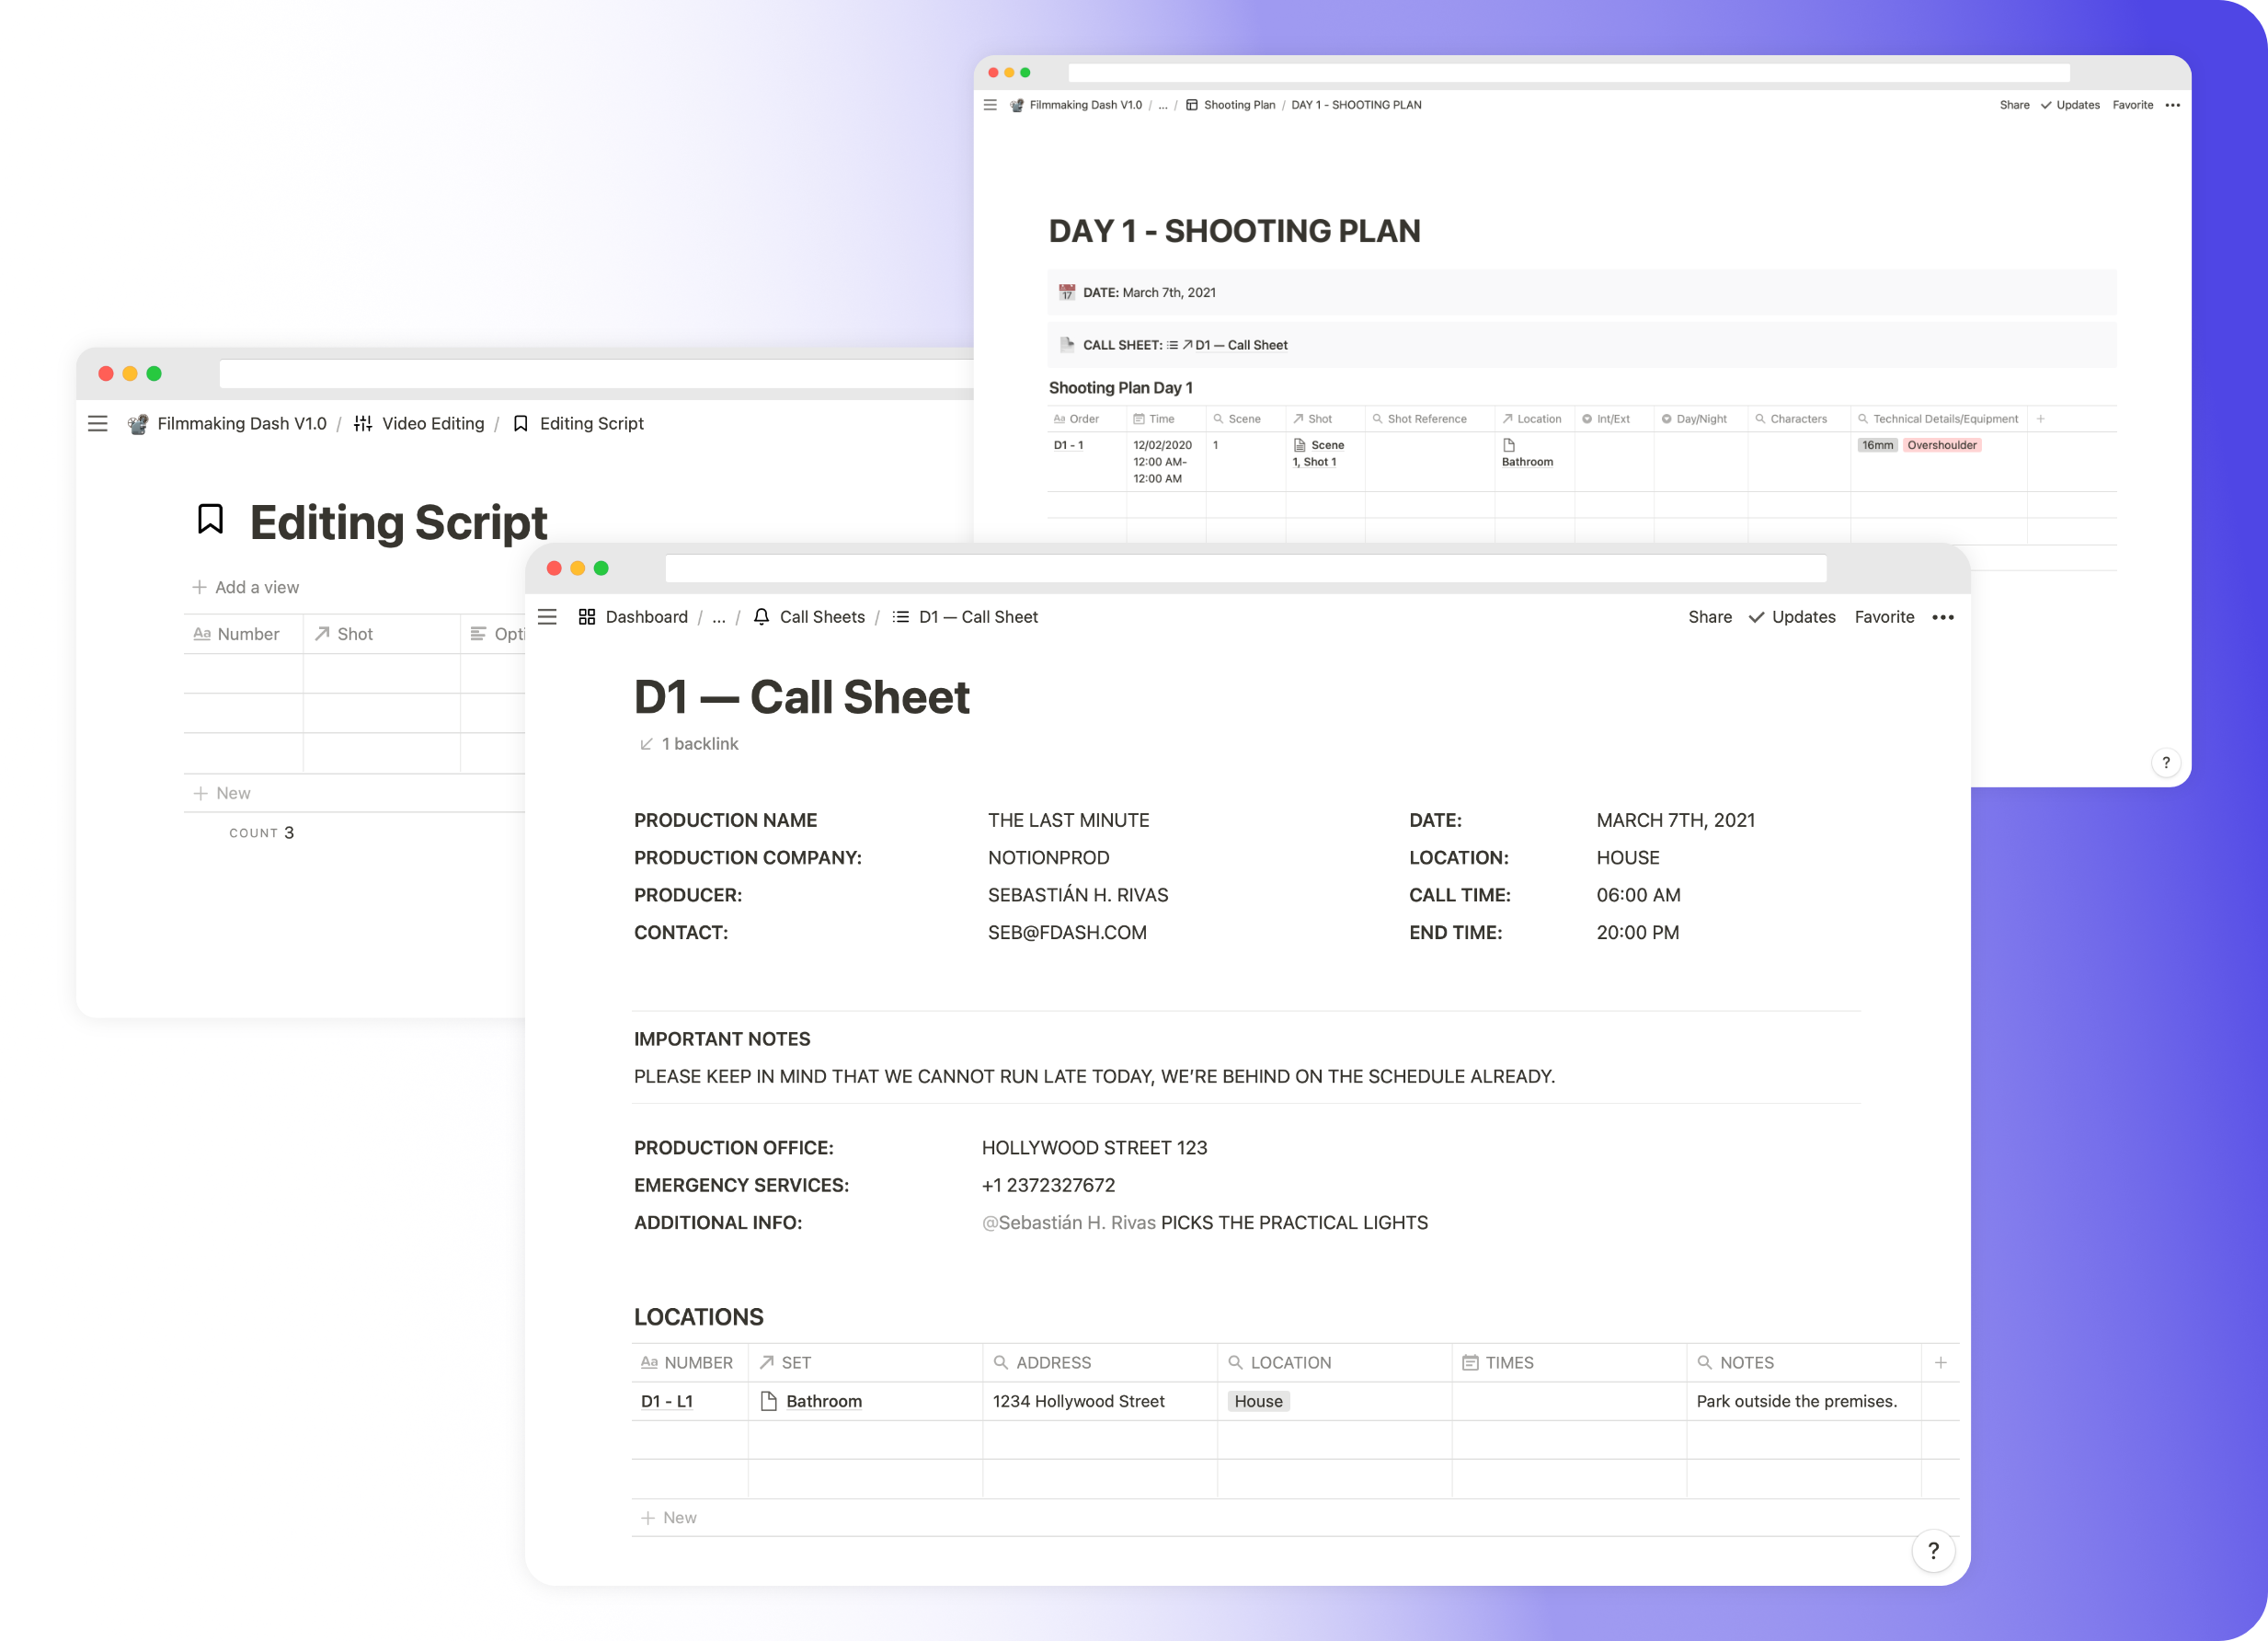 Filmmaking Dash V1.0 / ... / Shooting Plan / DAY 1 - SHOOTING PLAN
Share Updates Favorite •••
DAY 1 - SHOOTING PLAN
17 DATE: March 7th, 2021
CALL SHEET: D1 — Call Sheet
Shooting Plan Day 1
Aa Order Time Scene Shot Shot Reference Location Int/Ext Day/Night Characters Technical Details/Equipment +
D1 - 1 12/02/2020 1 Scene 16mm Overshoulder
12:00 AM- 1, Shot 1 Bathroom
12:00 AM
?
Filmmaking Dash V1.0 / Video Editing / Editing Script
Editing Script
+ Add a view
Aa Number Shot Opti
+ New
COUNT 3
Dashboard / ... / Call Sheets / D1 — Call Sheet
Share Updates Favorite •••
D1 — Call Sheet
1 backlink
PRODUCTION NAME THE LAST MINUTE DATE: MARCH 7TH, 2021
PRODUCTION COMPANY: NOTIONPROD LOCATION: HOUSE
PRODUCER: SEBASTIÁN H. RIVAS CALL TIME: 06:00 AM
CONTACT: SEB@FDASH.COM END TIME: 20:00 PM
IMPORTANT NOTES
PLEASE KEEP IN MIND THAT WE CANNOT RUN LATE TODAY, WE’RE BEHIND ON THE SCHEDULE ALREADY.
PRODUCTION OFFICE: HOLLYWOOD STREET 123
EMERGENCY SERVICES: +1 2372327672
ADDITIONAL INFO: @Sebastián H. Rivas PICKS THE PRACTICAL LIGHTS
LOCATIONS
Aa NUMBER SET ADDRESS LOCATION TIMES NOTES +
D1 - L1 Bathroom 1234 Hollywood Street House Park outside the premises.
+ New
?